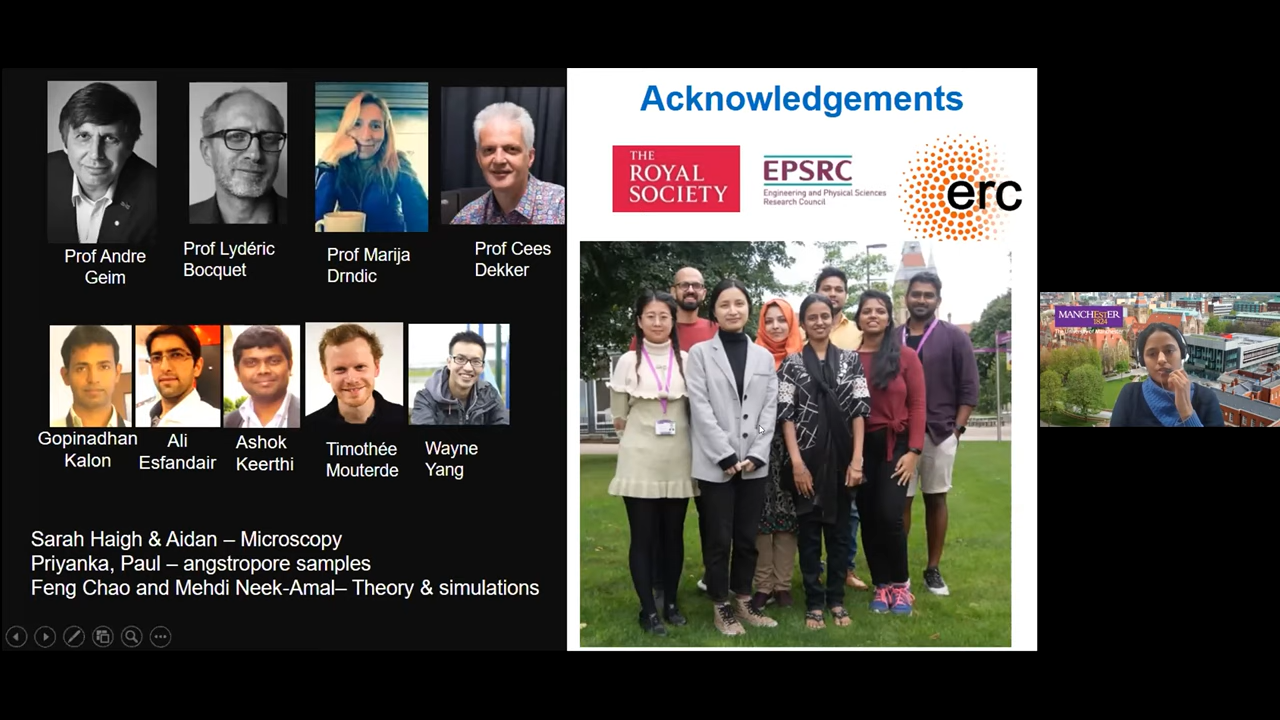 Acknowledgements
THE
ROYAL
SOCIETY
EPSRC
Engineering and Physical Sciences
Research Council
erc
Prof Andre
Geim
Prof Lydéric
Bocquet
Prof Marija
Drndic
Prof Cees
Dekker
Gopinadhan
Kalon
Ali
Esfandair
Ashok
Keerthi
Timothée
Mouterde
Wayne
Yang
Sarah Haigh & Aidan – Microscopy
Priyanka, Paul – angstropore samples
Feng Chao and Mehdi Neek-Amal– Theory & simulations
MANCHESTER
1824